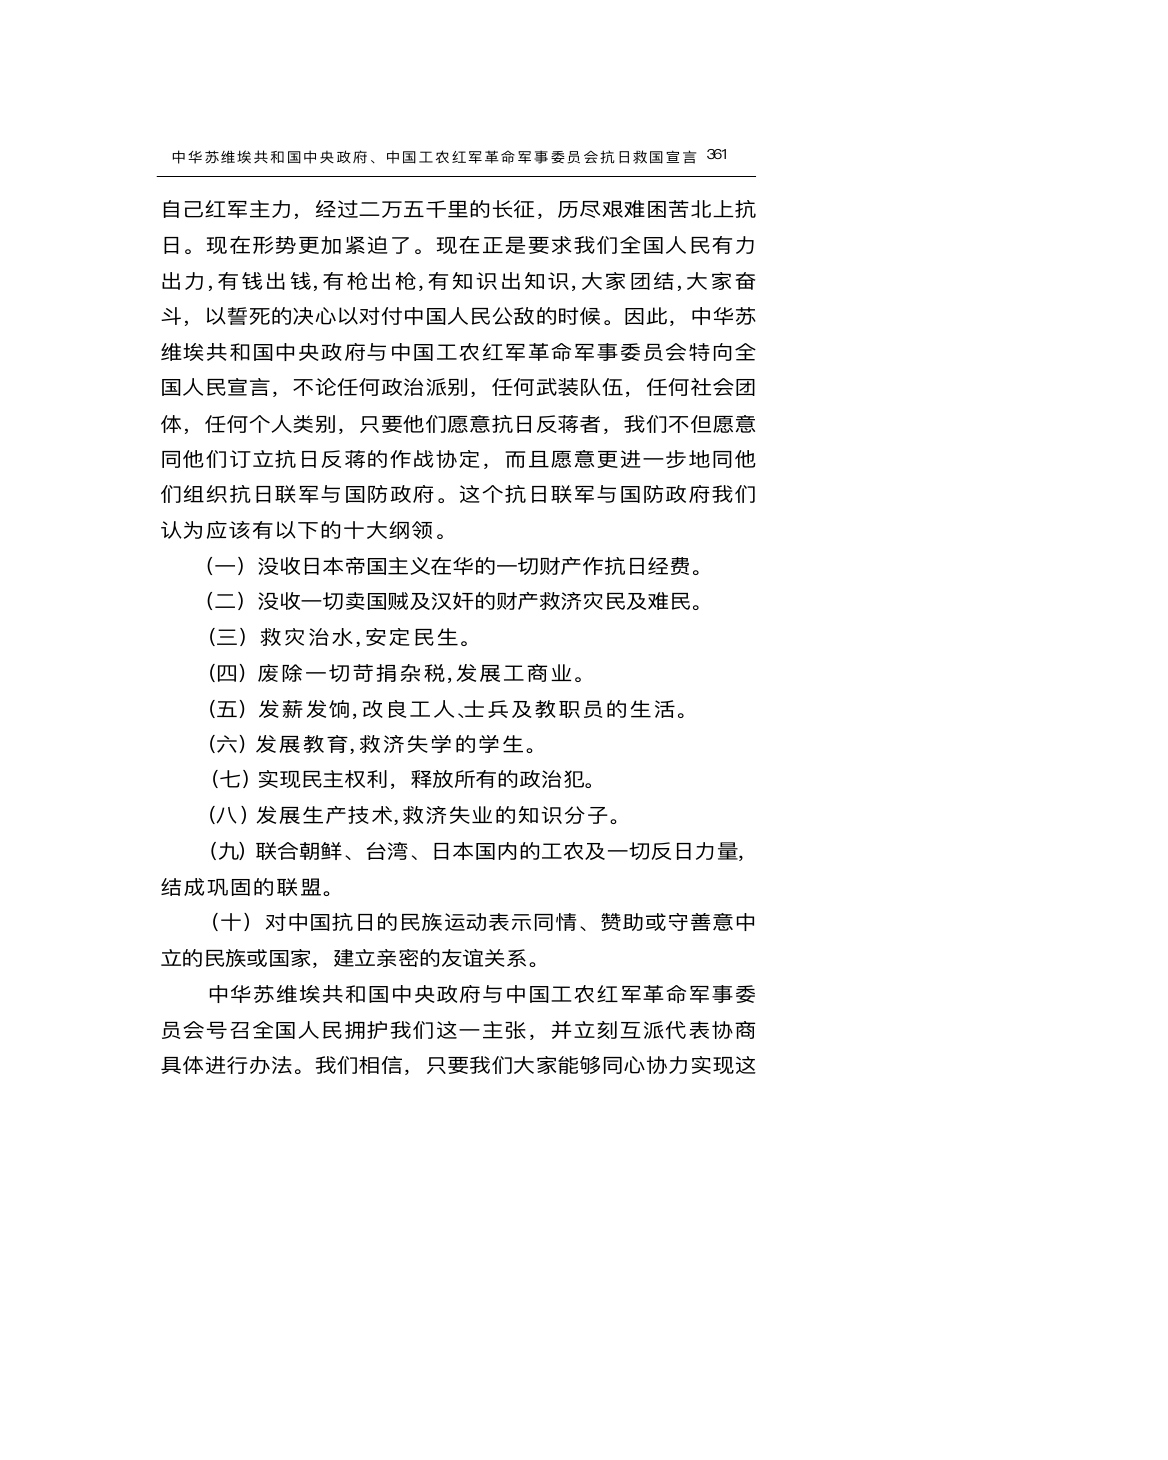 中华苏维埃共和国中央政府、中国工农红军革命军事委员会抗日救国宣言 361
自己红军主力，经过二万五千里的长征，历尽艰难困苦北上抗
日。现在形势更加紧迫了。现在正是要求我们全国人民有力
出力,有钱出钱,有枪出枪,有知识出知识,大家团结,大家奋
斗，以誓死的决心以对付中国人民公敌的时候。因此，中华苏
维埃共和国中央政府与中国工农红军革命军事委员会特向全
国人民宣言，不论任何政治派别，任何武装队伍，任何社会团
体，任何个人类别，只要他们愿意抗日反蒋者，我们不但愿意
同他们订立抗日反蒋的作战协定，而且愿意更进一步地同他
们组织抗日联军与国防政府。这个抗日联军与国防政府我们
认为应该有以下的十大纲领。
（一）没收日本帝国主义在华的一切财产作抗日经费。
（二）没收一切卖国贼及汉奸的财产救济灾民及难民。
（三）救灾治水,安定民生。
（四）废除一切苛捐杂税,发展工商业。
（五）发薪发饷,改良工人、士兵及教职员的生活。
（六）发展教育,救济失学的学生。
（七）实现民主权利，释放所有的政治犯。
（八）发展生产技术,救济失业的知识分子。
（九）联合朝鲜、台湾、日本国内的工农及一切反日力量,
结成巩固的联盟。
（十）对中国抗日的民族运动表示同情、赞助或守善意中
立的民族或国家，建立亲密的友谊关系。
中华苏维埃共和国中央政府与中国工农红军革命军事委
员会号召全国人民拥护我们这一主张，并立刻互派代表协商
具体进行办法。我们相信，只要我们大家能够同心协力实现这